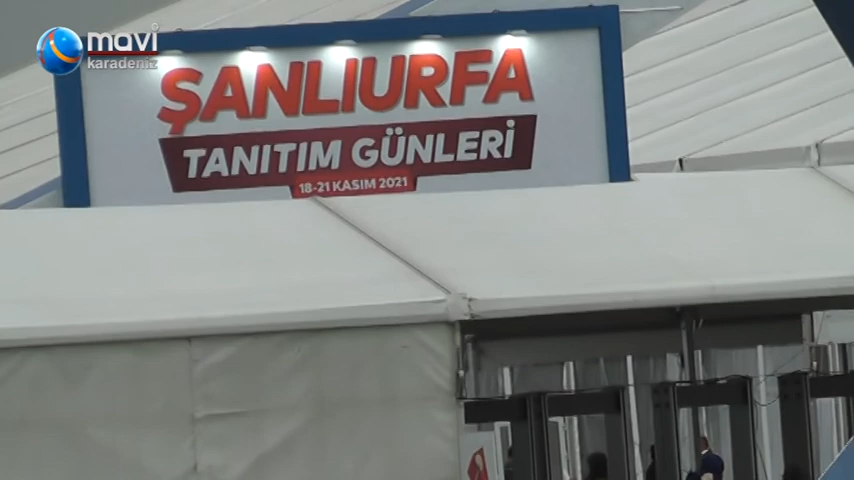 mavi
karadeniz
ŞANLIURFA
TANITIM GÜNLERİ
18-21 KASIM 2021